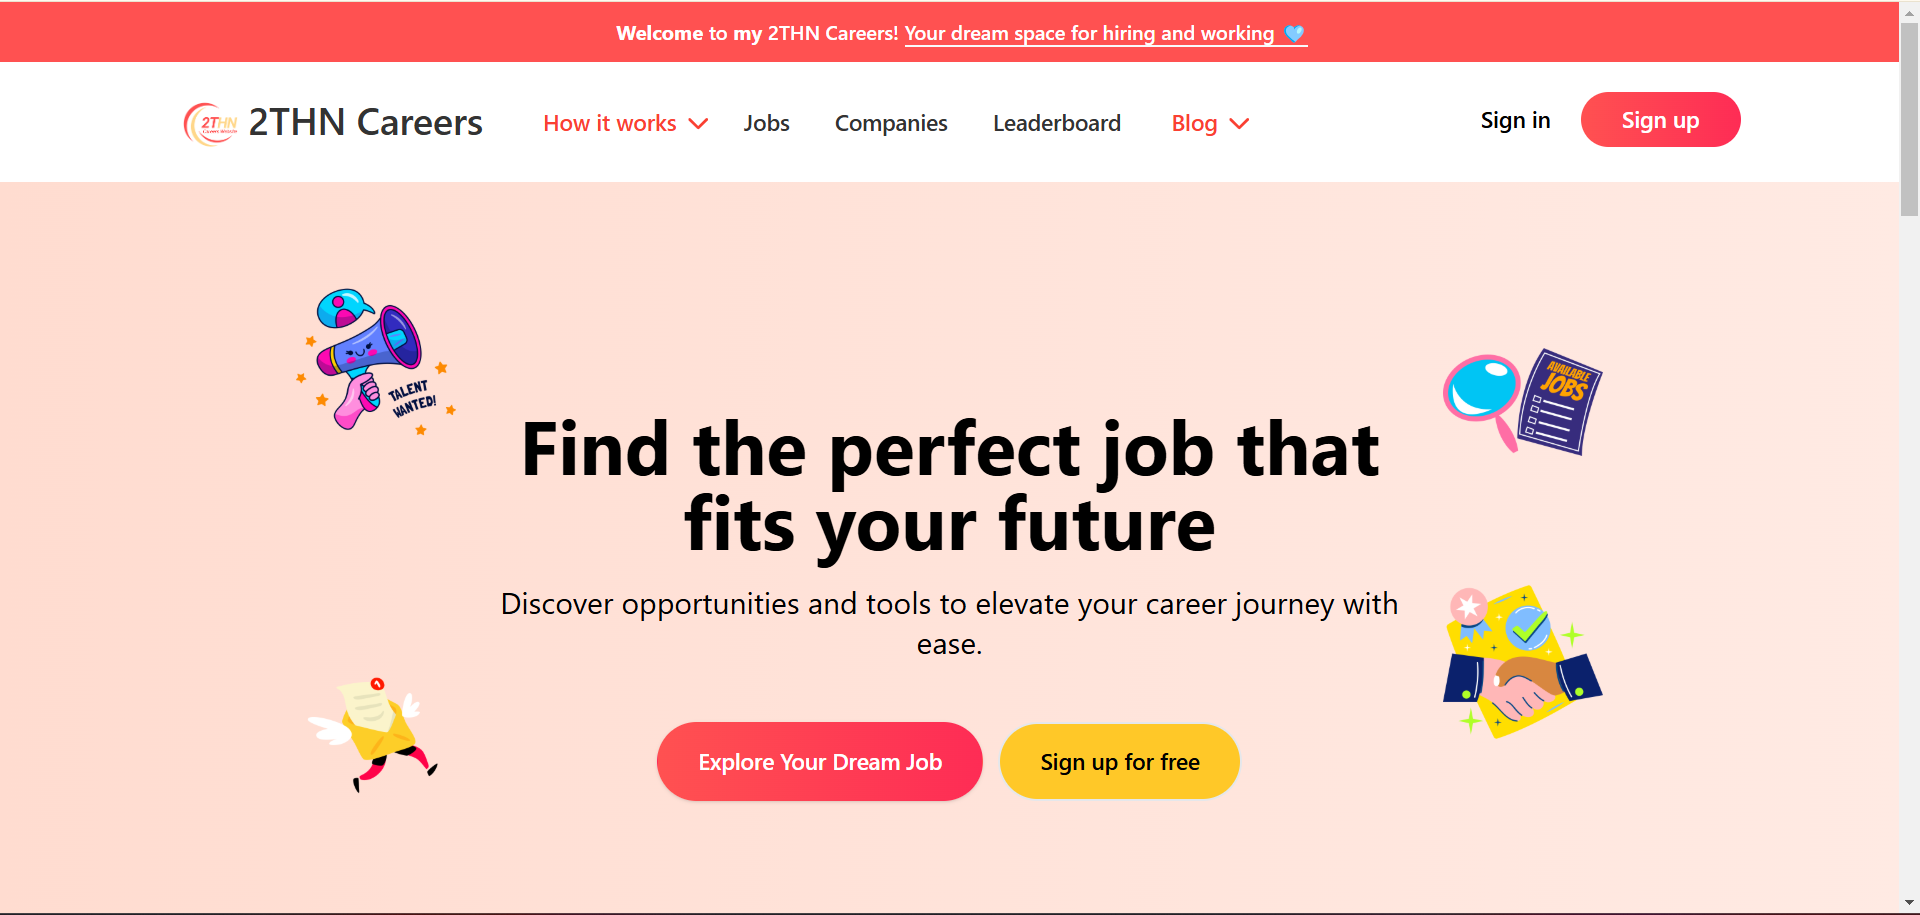 Welcome to my 2THN Careers! Your dream space for hiring and working 🩵
2THN
2THN Careers
How it works
Jobs
Companies
Leaderboard
Blog
Sign in
Sign up
TALENT
WANTED!
AVAILABLE
JOBS
Find the perfect job that
fits your future
Discover opportunities and tools to elevate your career journey with
ease.
Explore Your Dream Job
Sign up for free